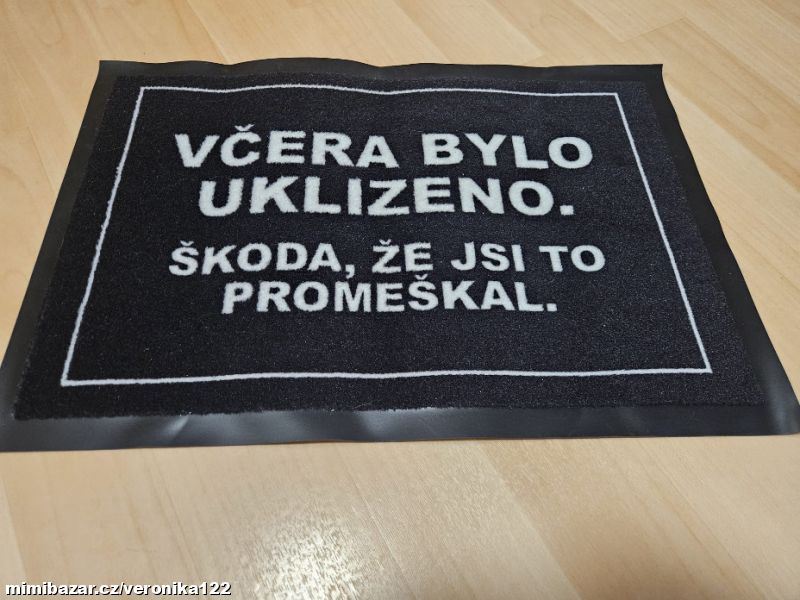 VČERA BYLO
UKLIZENO.
ŠKODA, ŽE JSI TO
PROMEŠKAL.
mimibazar.cz/veronika122